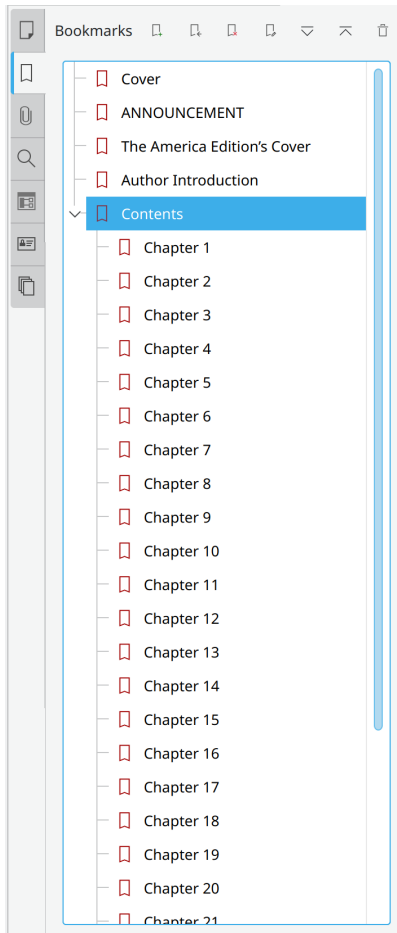 Bookmarks
Cover
ANNOUNCEMENT
The America Edition's Cover
Author Introduction
Contents
Chapter 1
Chapter 2
Chapter 3
Chapter 4
Chapter 5
Chapter 6
Chapter 7
Chapter 8
Chapter 9
Chapter 10
Chapter 11
Chapter 12
Chapter 13
Chapter 14
Chapter 15
Chapter 16
Chapter 17
Chapter 18
Chapter 19
Chapter 20
Chapter 21